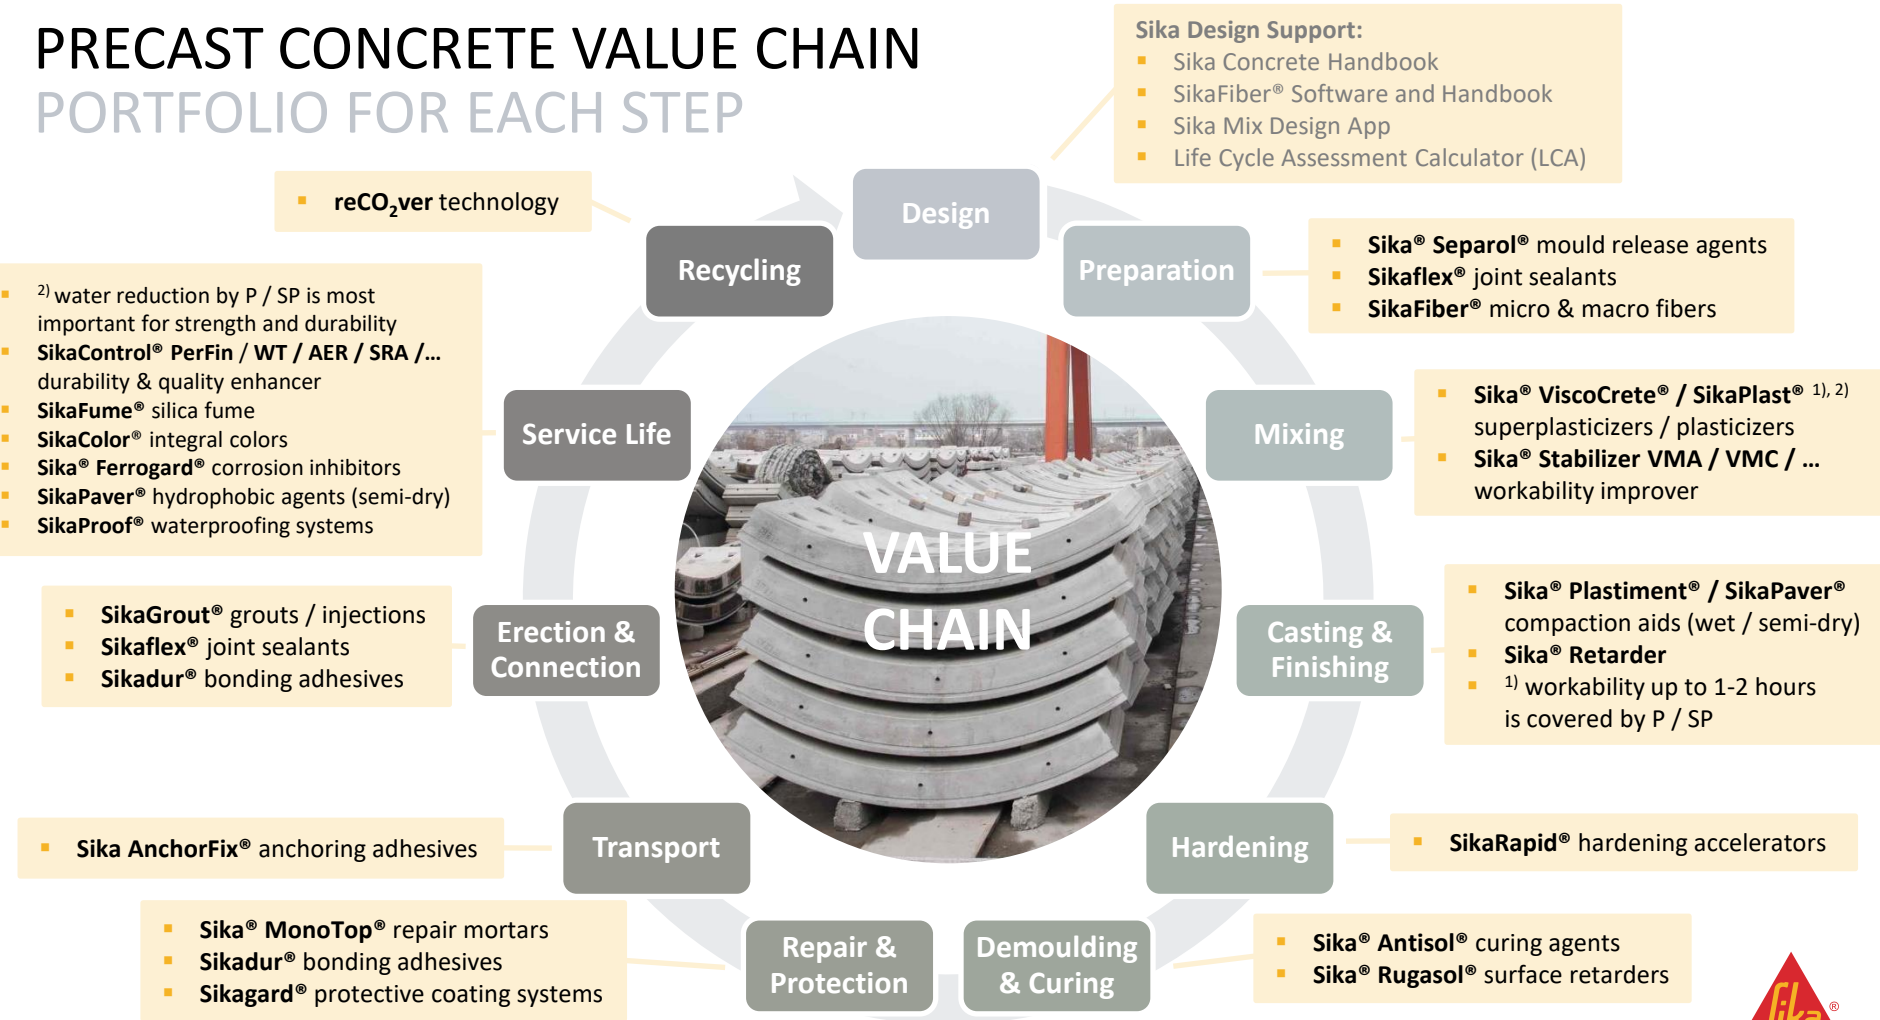 PRECAST CONCRETE VALUE CHAIN
PORTFOLIO FOR EACH STEP
Sika Design Support:
▪ Sika Concrete Handbook
▪ SikaFiber® Software and Handbook
▪ Sika Mix Design App
▪ Life Cycle Assessment Calculator (LCA)
Design
Preparation
▪ Sika® Separol® mould release agents
▪ Sikaflex® joint sealants
▪ SikaFiber® micro & macro fibers
Mixing
▪ Sika® ViscoCrete® / SikaPlast® 1), 2)
superplasticizers / plasticizers
▪ Sika® Stabilizer VMA / VMC / ...
workability improver
Casting &
Finishing
▪ Sika® Plastiment® / SikaPaver®
compaction aids (wet / semi-dry)
▪ Sika® Retarder
▪ 1) workability up to 1-2 hours
is covered by P / SP
Hardening
▪ SikaRapid® hardening accelerators
Demoulding
& Curing
▪ Sika® Antisol® curing agents
▪ Sika® Rugasol® surface retarders
Repair &
Protection
▪ Sika® MonoTop® repair mortars
▪ Sikadur® bonding adhesives
▪ Sikagard® protective coating systems
Transport
▪ Sika AnchorFix® anchoring adhesives
Erection &
Connection
▪ SikaGrout® grouts / injections
▪ Sikaflex® joint sealants
▪ Sikadur® bonding adhesives
Service Life
▪ 2) water reduction by P / SP is most
important for strength and durability
▪ SikaControl® PerFin / WT / AER / SRA /...
durability & quality enhancer
▪ SikaFume® silica fume
▪ SikaColor® integral colors
▪ Sika® Ferrogard® corrosion inhibitors
▪ SikaPaver® hydrophobic agents (semi-dry)
▪ SikaProof® waterproofing systems
Recycling
▪ reCO₂ver technology
VALUE
CHAIN
Sika®